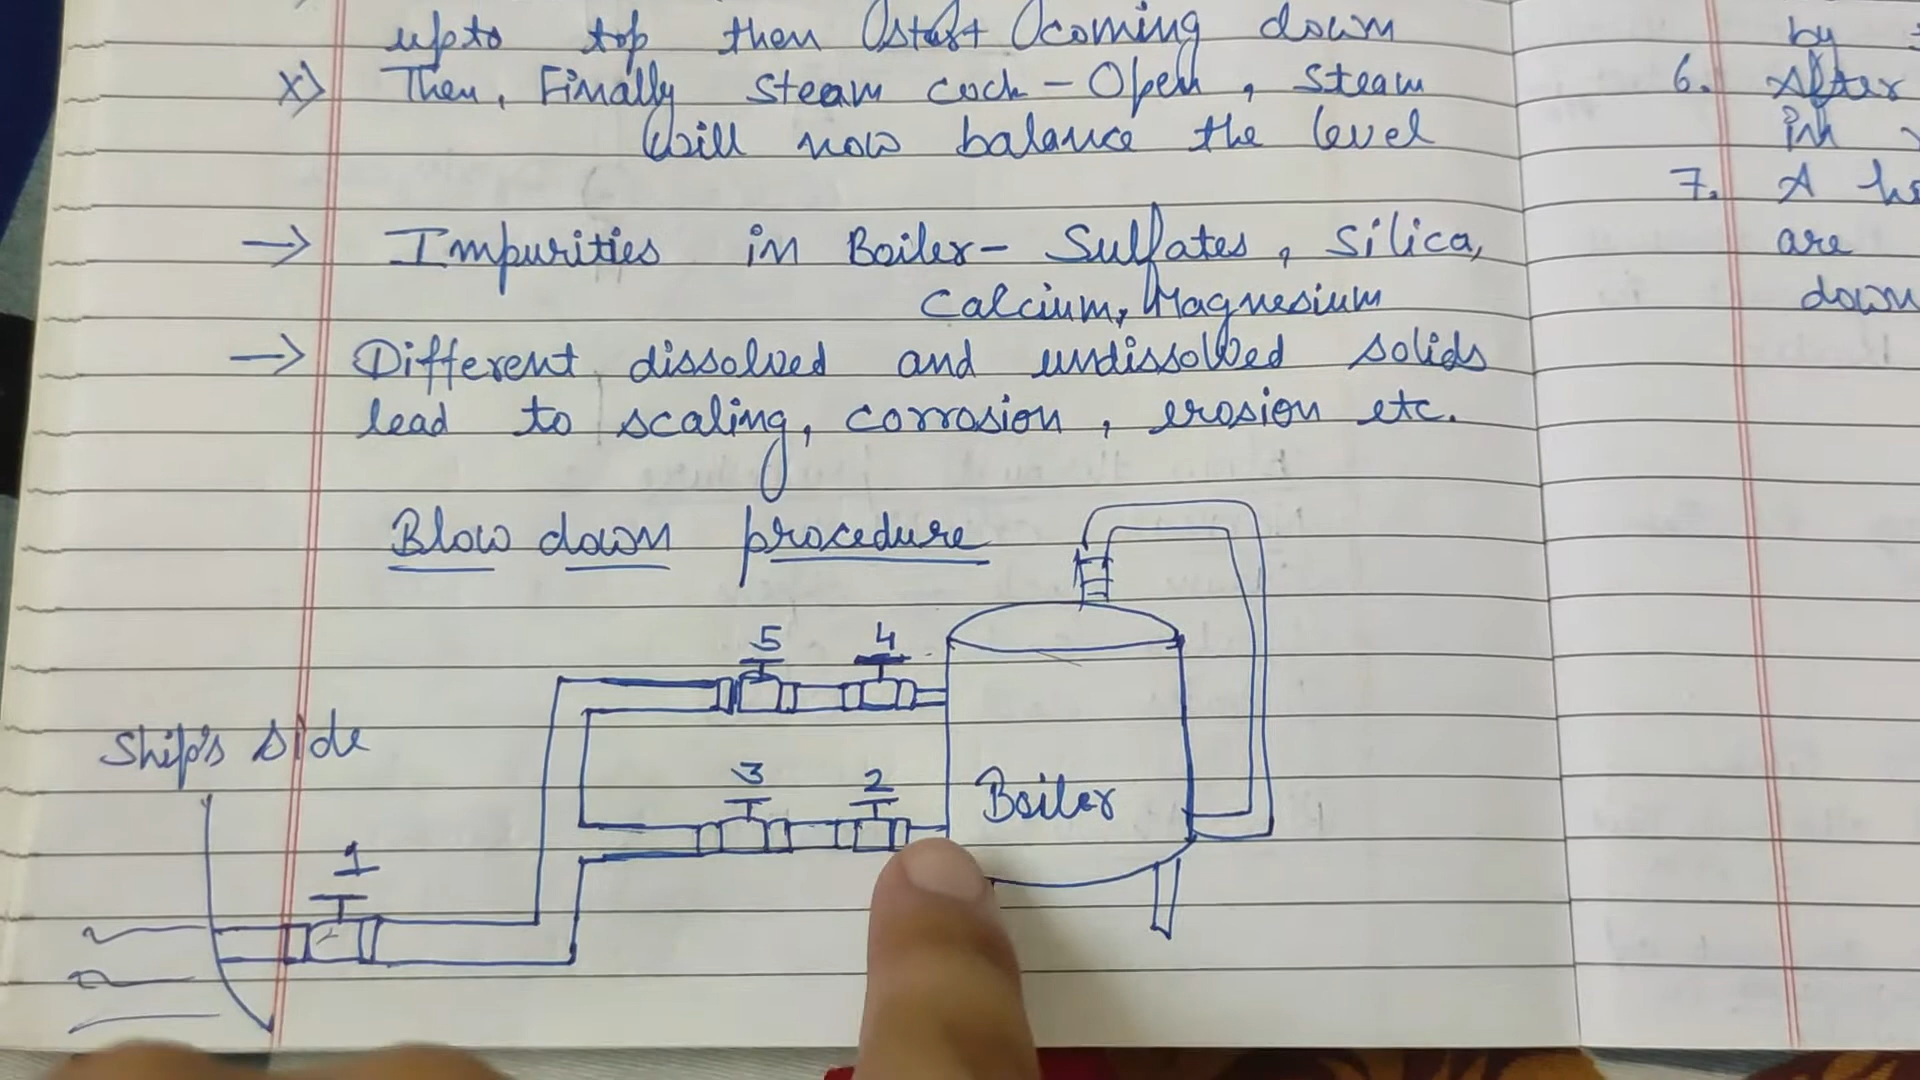 upto top then start coming down
x) Then, Finally steam cock - Open, steam
will now balance the level
→ Impurities in Boiler- Sulfates, Silica,
Calcium, Magnesium
→ Different dissolved and undissolved solids
lead to scaling, corrosion, erosion etc.
Blow down procedure
5 4
Ship's side
3 2
Boiler
1
by
6. After
in
7. A
are
down